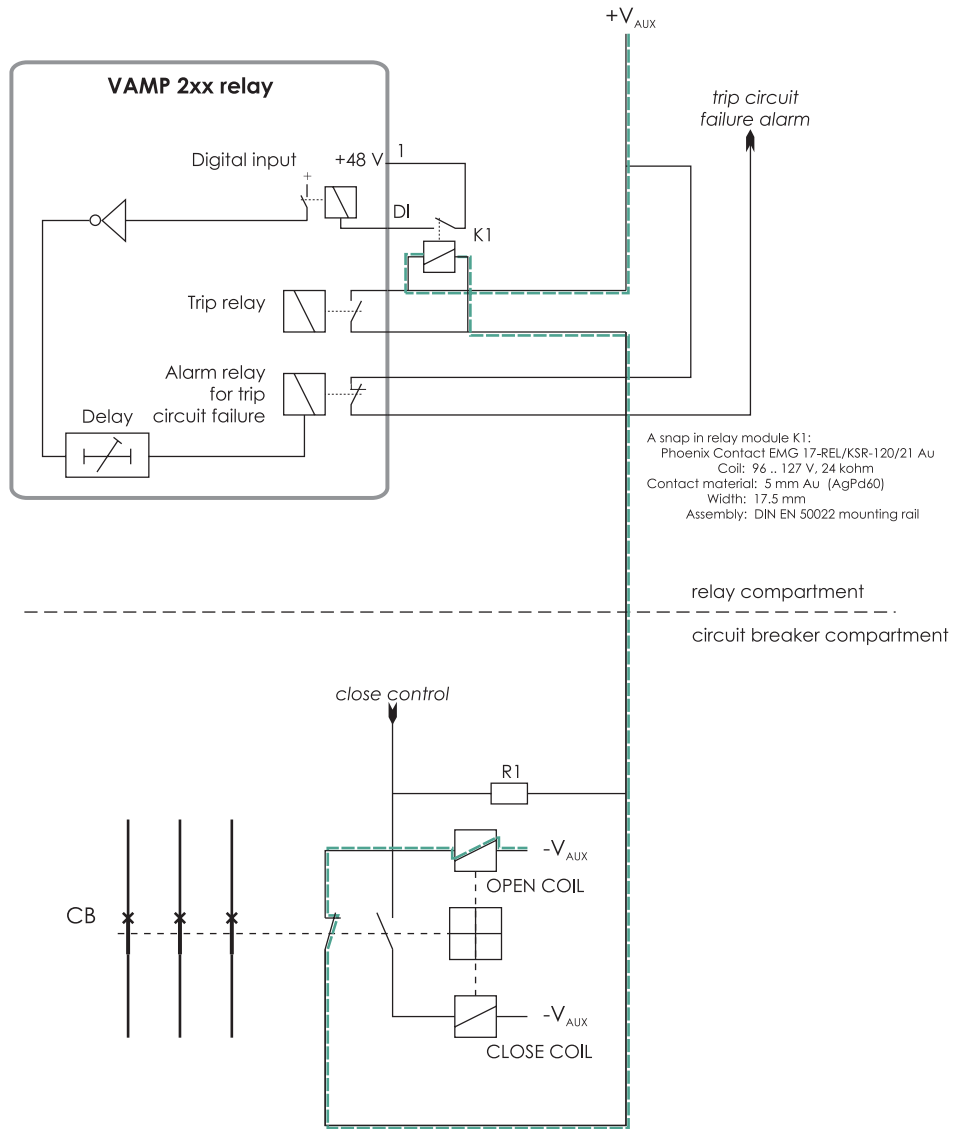 +VAUX
VAMP 2xx relay
trip circuit
failure alarm
Digital input
+
+48 V
1
DI
K1
Trip relay
Alarm relay
for trip
circuit failure
Delay
A snap in relay module K1:
Phoenix Contact EMG 17-REL/KSR-120/21 Au
Coil: 96 .. 127 V, 24 kohm
Contact material: 5 mm Au (AgPd60)
Width: 17.5 mm
Assembly: DIN EN 50022 mounting rail
relay compartment
circuit breaker compartment
close control
R1
-VAUX
OPEN COIL
CB
-VAUX
CLOSE COIL